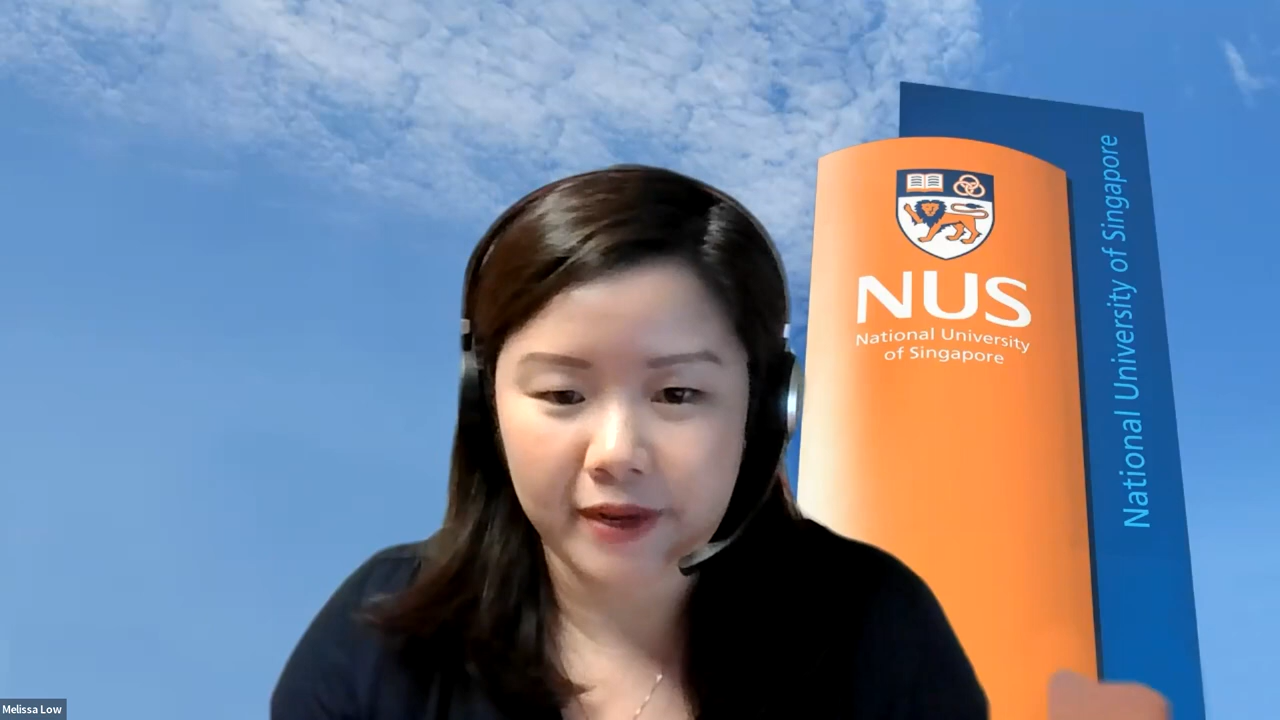 NUS
National University
of Singapore
National University of Singapore
Melissa Low